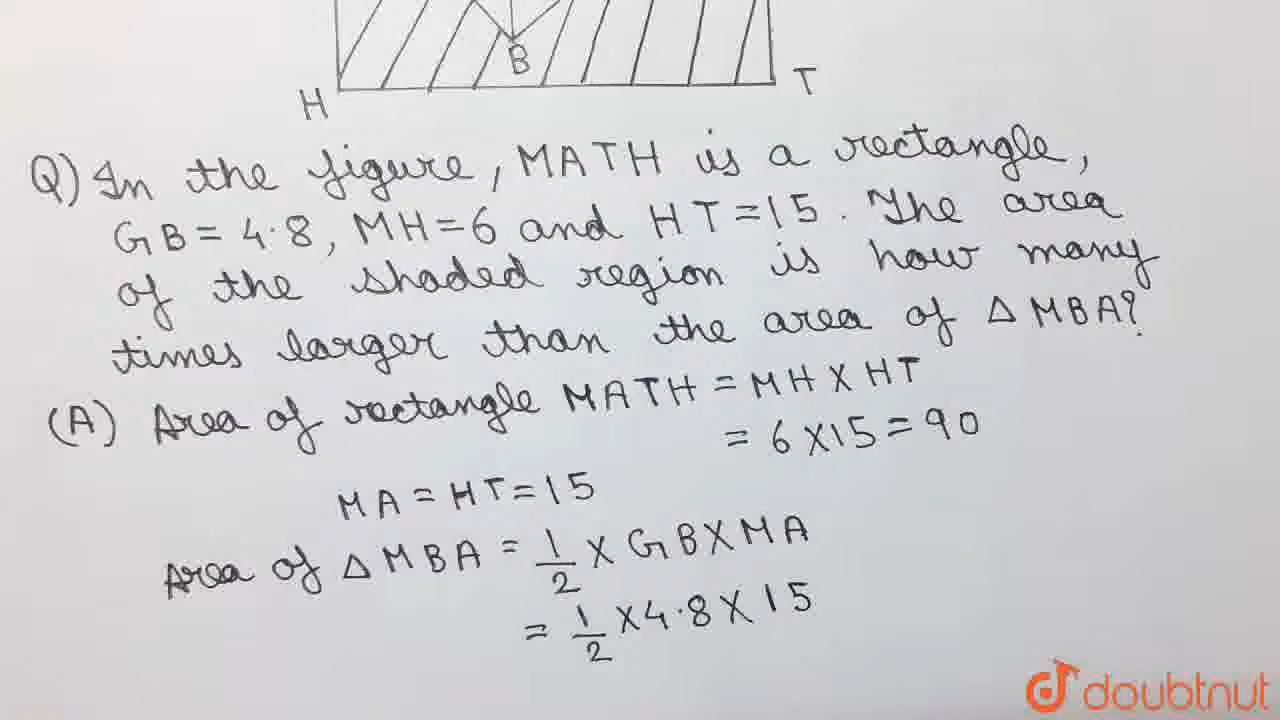 B
H T
Q) In the figure, MATH is a rectangle,
GB = 4.8, MH = 6 and HT = 15. The area
of the shaded region is how many
times larger than the area of △ MBA?
(A) Area of rectangle MATH = MH X HT
= 6 X 15 = 90
MA = HT = 15
Area of △ MBA = 1/2 X GB X MA
= 1/2 X 4.8 X 15
doubtnut